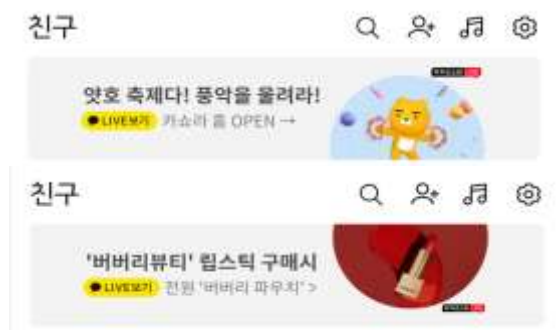 친구
얏호 축제다! 풍악을 울려라!
LIVE보기 카쇼라 홈 OPEN →
친구
'버버리뷰티' 립스틱 구매시
LIVE보기 전원 '버버리 파우치' >